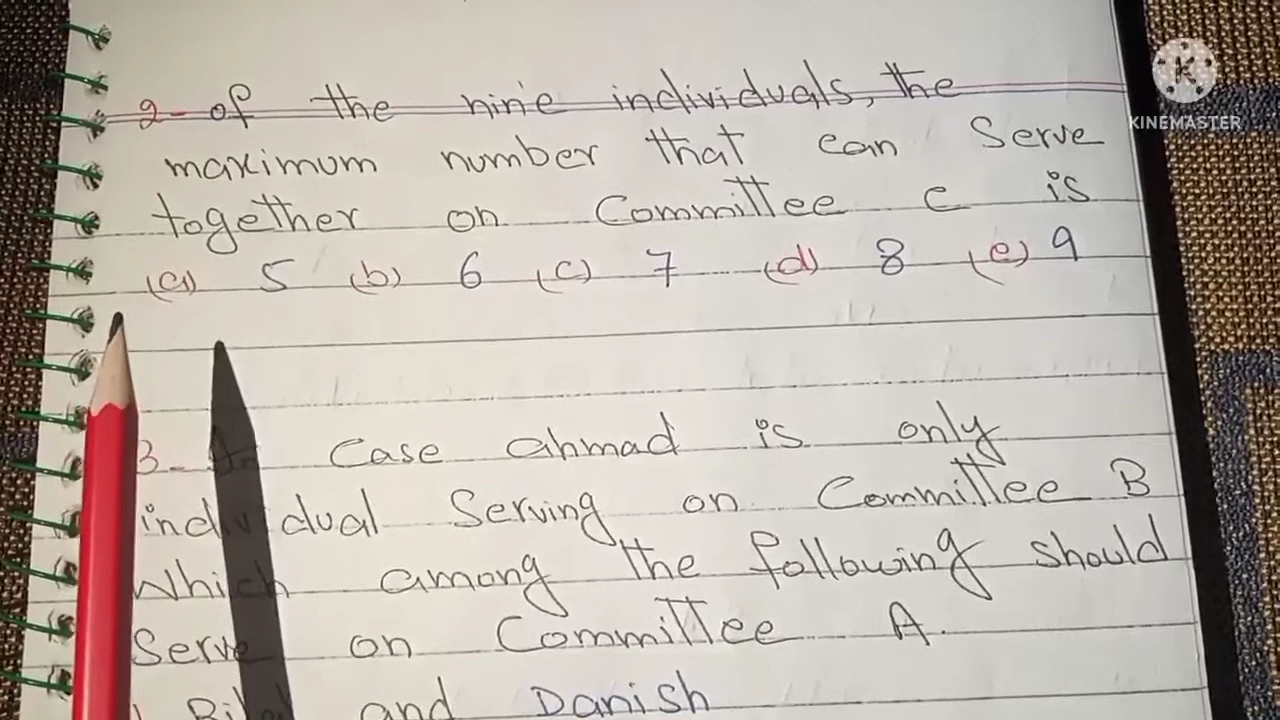 2- of the nine individuals, the
maximum number that can serve
together on Committee C is
(a) 5 (b) 6 (c) 7 (d) 8 (e) 9
3- In Case ahmad is only
individual Serving on Committee B
Which among the following should
Serve on Committee A.
and Danish
K
KINEMASTER